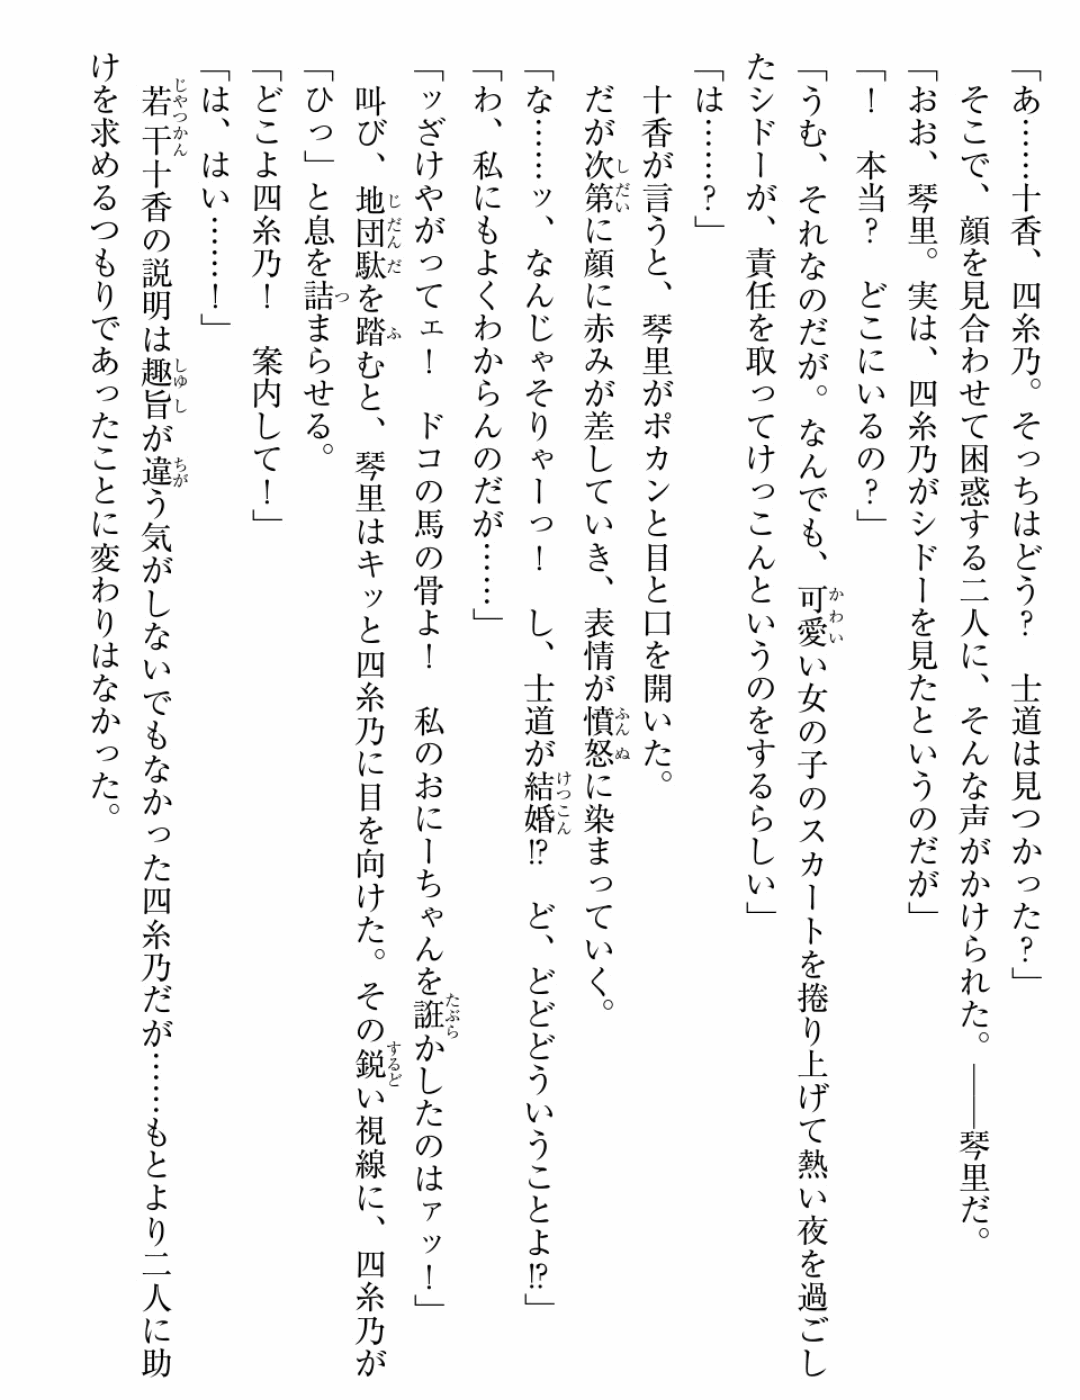 「あ……十香、四糸乃。そっちはどう？　士道は見つかった？」
そこで、顔を見合わせて困惑する二人に、そんな声がかけられた。――琴里だ。
「おお、琴里。実は、四糸乃がシドーを見たというのだが」
「！　本当？　どこにいるの？」
「うむ、それなのだが。なんでも、可愛い女の子のスカートを捲り上げて熱い夜を過ごし
たシドーが、責任を取ってけっこんというのをするらしい」
「は……？」
十香が言うと、琴里がポカンと目と口を開いた。
だが次第に顔に赤みが差していき、表情が憤怒に染まっていく。
「な……ッ、なんじゃそりゃーっ！　し、士道が結婚⁉　ど、どどどういうことよ⁉」
「わ、私にもよくわからんのだが……」
「ッざけやがってェ！　ドコの馬の骨よ！　私のおにーちゃんを誑かしたのはァッ！」
叫び、地団駄を踏むと、琴里はキッと四糸乃に目を向けた。その鋭い視線に、四糸乃が
「ひっ」と息を詰まらせる。
「どこよ四糸乃！　案内して！」
「は、はい……！」
若干十香の説明は趣旨が違う気がしないでもなかった四糸乃だが……もとより二人に助
けを求めるつもりであったことに変わりはなかった。